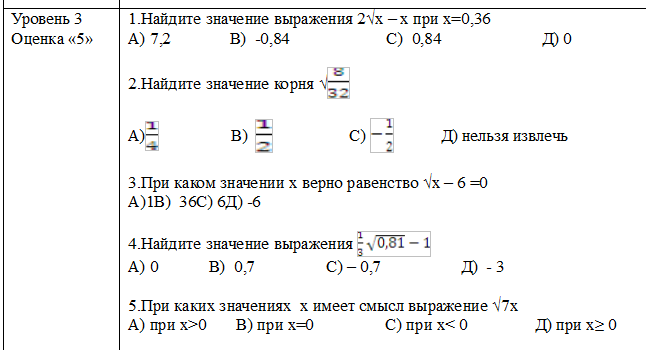 Уровень 3
Оценка «5»
1.Найдите значение выражения 2√x – x при x=0,36
А) 7,2 В) -0,84 С) 0,84 Д) 0
2.Найдите значение корня √8/32
А) 1/4 В) 1/2 С) −1/2 Д) нельзя извлечь
3.При каком значении х верно равенство √x – 6 =0
А)1В) 36С) 6Д) -6
4.Найдите значение выражения 1/3 √0,81 − 1
А) 0 В) 0,7 С) – 0,7 Д) - 3
5.При каких значениях х имеет смысл выражение √7x
А) при x>0 В) при x=0 С) при x< 0 Д) при x≥ 0